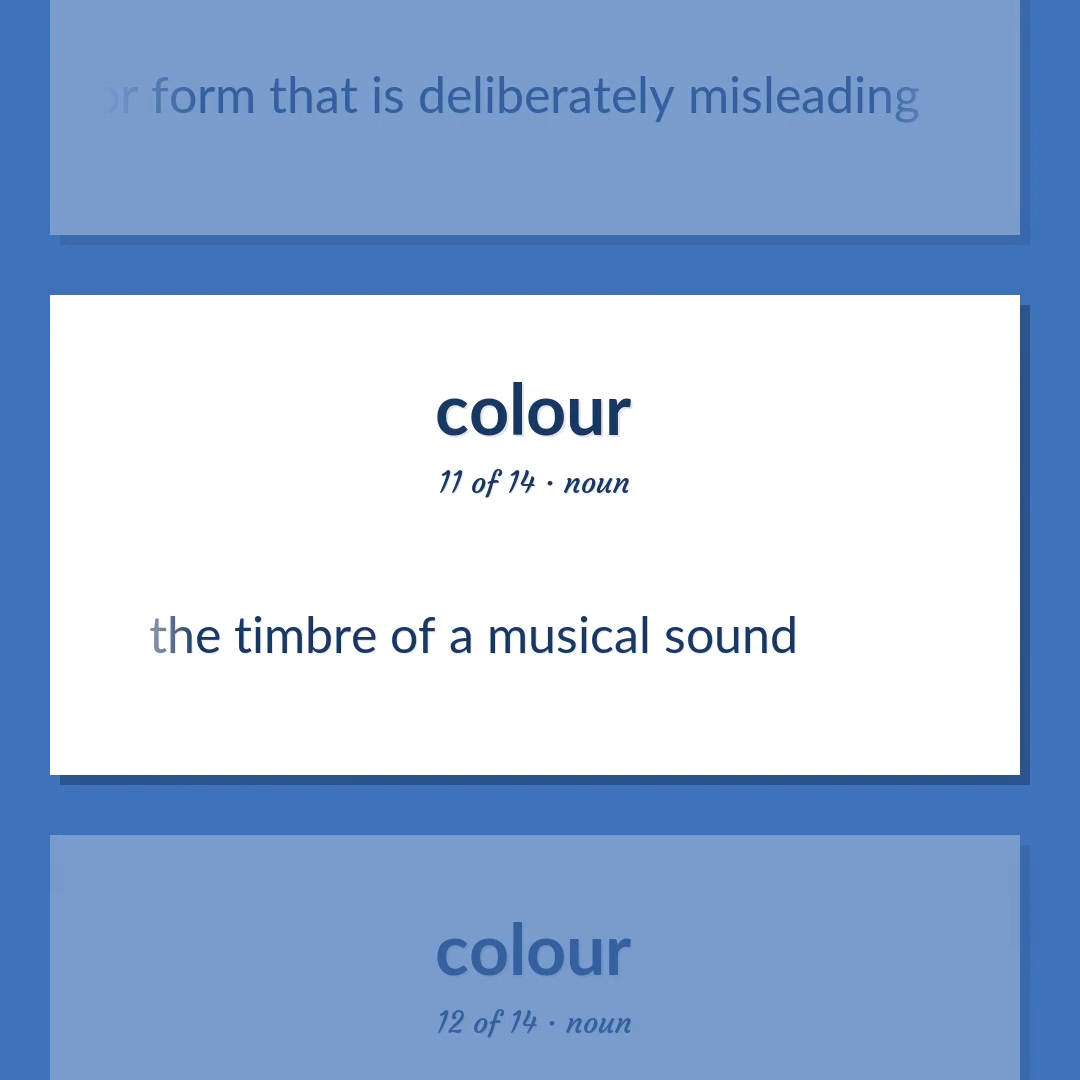 or form that is deliberately misleading
colour
11 of 14 · noun
the timbre of a musical sound
colour
12 of 14 · noun